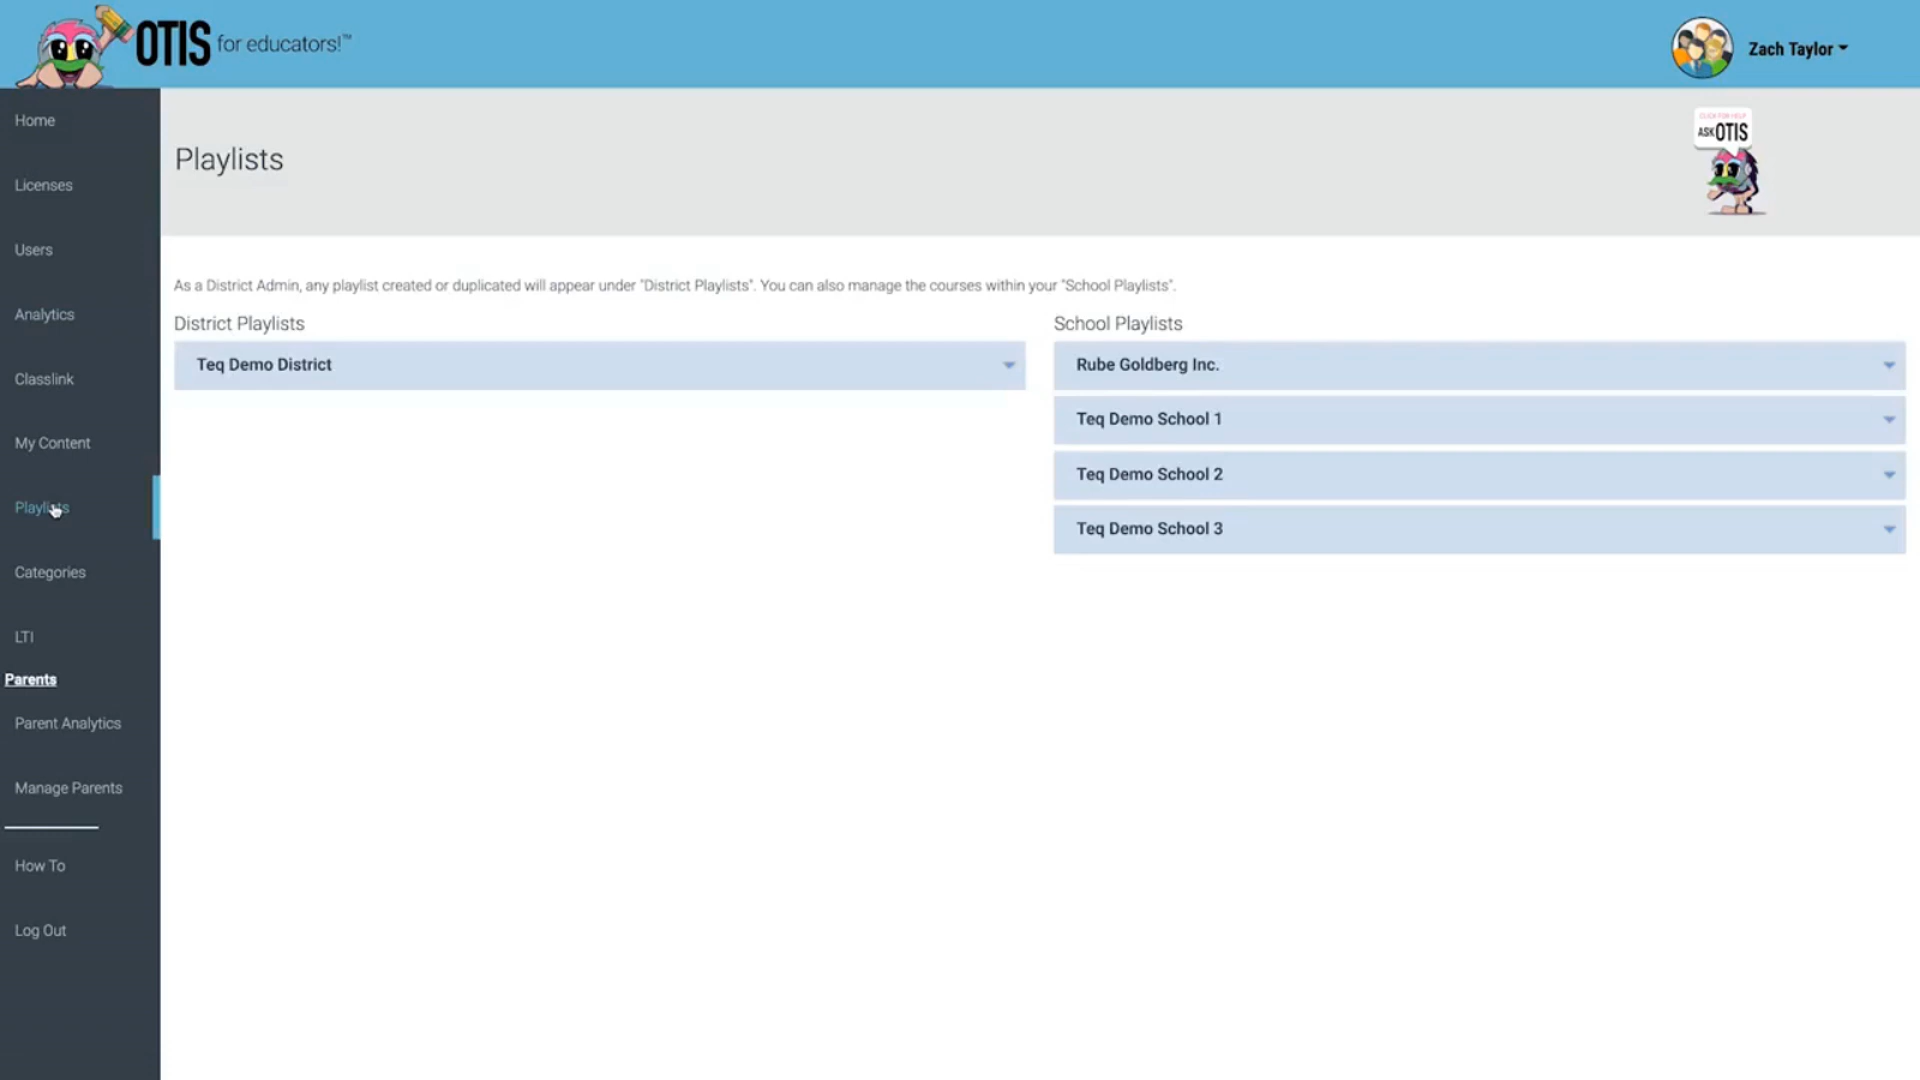 OTIS for educators!™
Zach Taylor
Home
Licenses
Users
Analytics
Classlink
My Content
Playlists
Categories
LTI
Parents
Parent Analytics
Manage Parents
How To
Log Out
Playlists
CLICK FOR HELP
ASK OTIS
As a District Admin, any playlist created or duplicated will appear under "District Playlists". You can also manage the courses within your "School Playlists".
District Playlists
Teq Demo District
School Playlists
Rube Goldberg Inc.
Teq Demo School 1
Teq Demo School 2
Teq Demo School 3